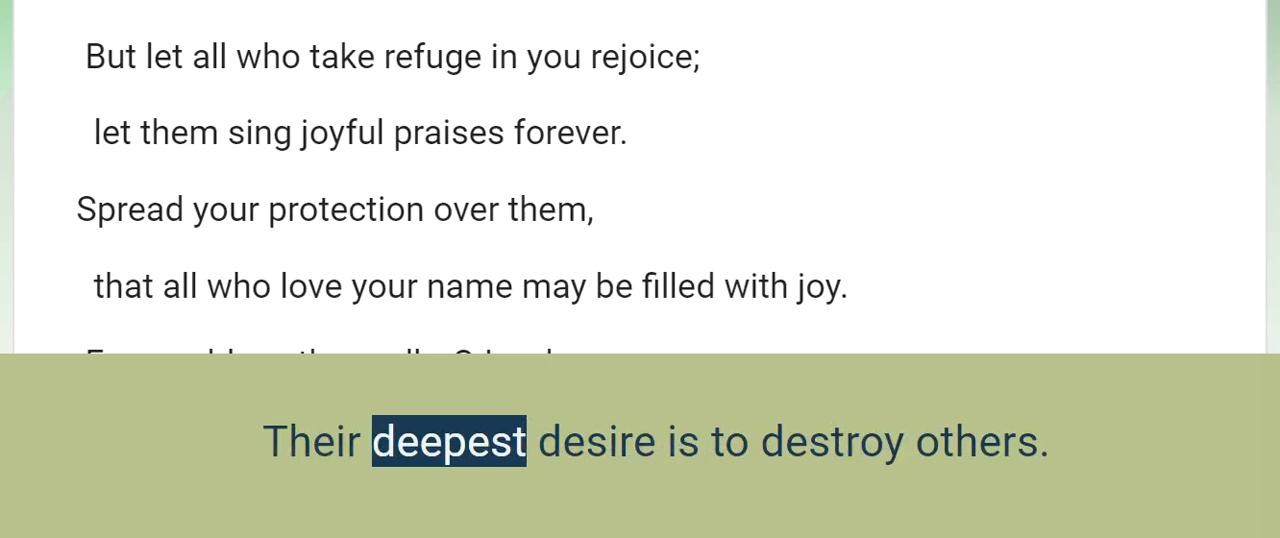 But let all who take refuge in you rejoice;
let them sing joyful praises forever.
Spread your protection over them,
that all who love your name may be filled with joy.
Their deepest desire is to destroy others.